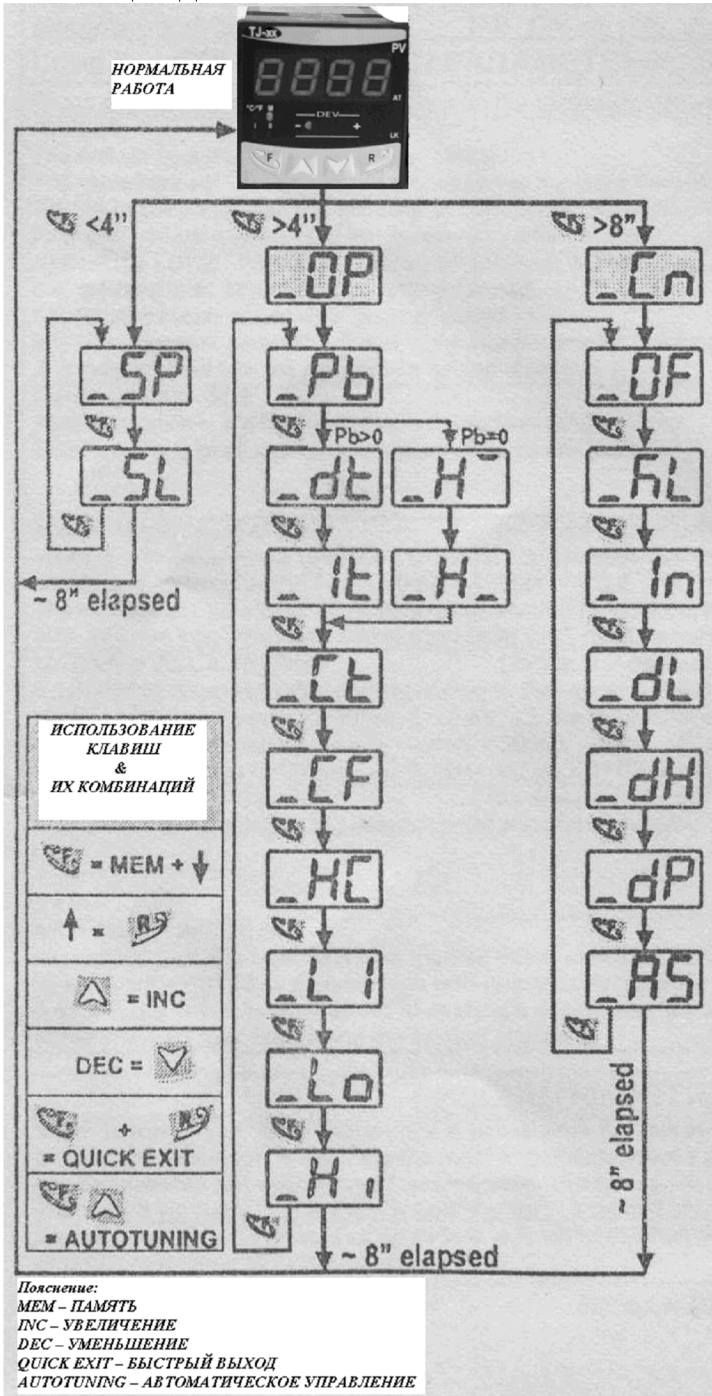 TJ-xx
PV
НОРМАЛЬНАЯ
РАБОТА
8888
AT
°C/°F
DEV
- +
LK
F
R
F <4''
F >4''
F >8''
_OP
_Cn
_SP
_Pb
_OF
F
F
F
Pb>0
Pb=0
_SL
_dt
_H¯
_hL
F
F
F
_It
_H_
_In
~ 8" elapsed
F
F
_Ct
_dL
ИСПОЛЬЗОВАНИЕ
КЛАВИШ
&
ИХ КОМБИНАЦИЙ
F
F
_CF
_dH
F = MEM + ↓
F
F
_HC
_dP
↑ = R
F
F
_LI
_AS
△ = INC
F
F
DEC = ▽
_Lo
F + R
= QUICK EXIT
F
_Hi
F △
= AUTOTUNING
F
~ 8" elapsed
~ 8" elapsed
Пояснение:
MEM – ПАМЯТЬ
INC – УВЕЛИЧЕНИЕ
DEC – УМЕНЬШЕНИЕ
QUICK EXIT – БЫСТРЫЙ ВЫХОД
AUTOTUNING – АВТОМАТИЧЕСКОЕ УПРАВЛЕНИЕ